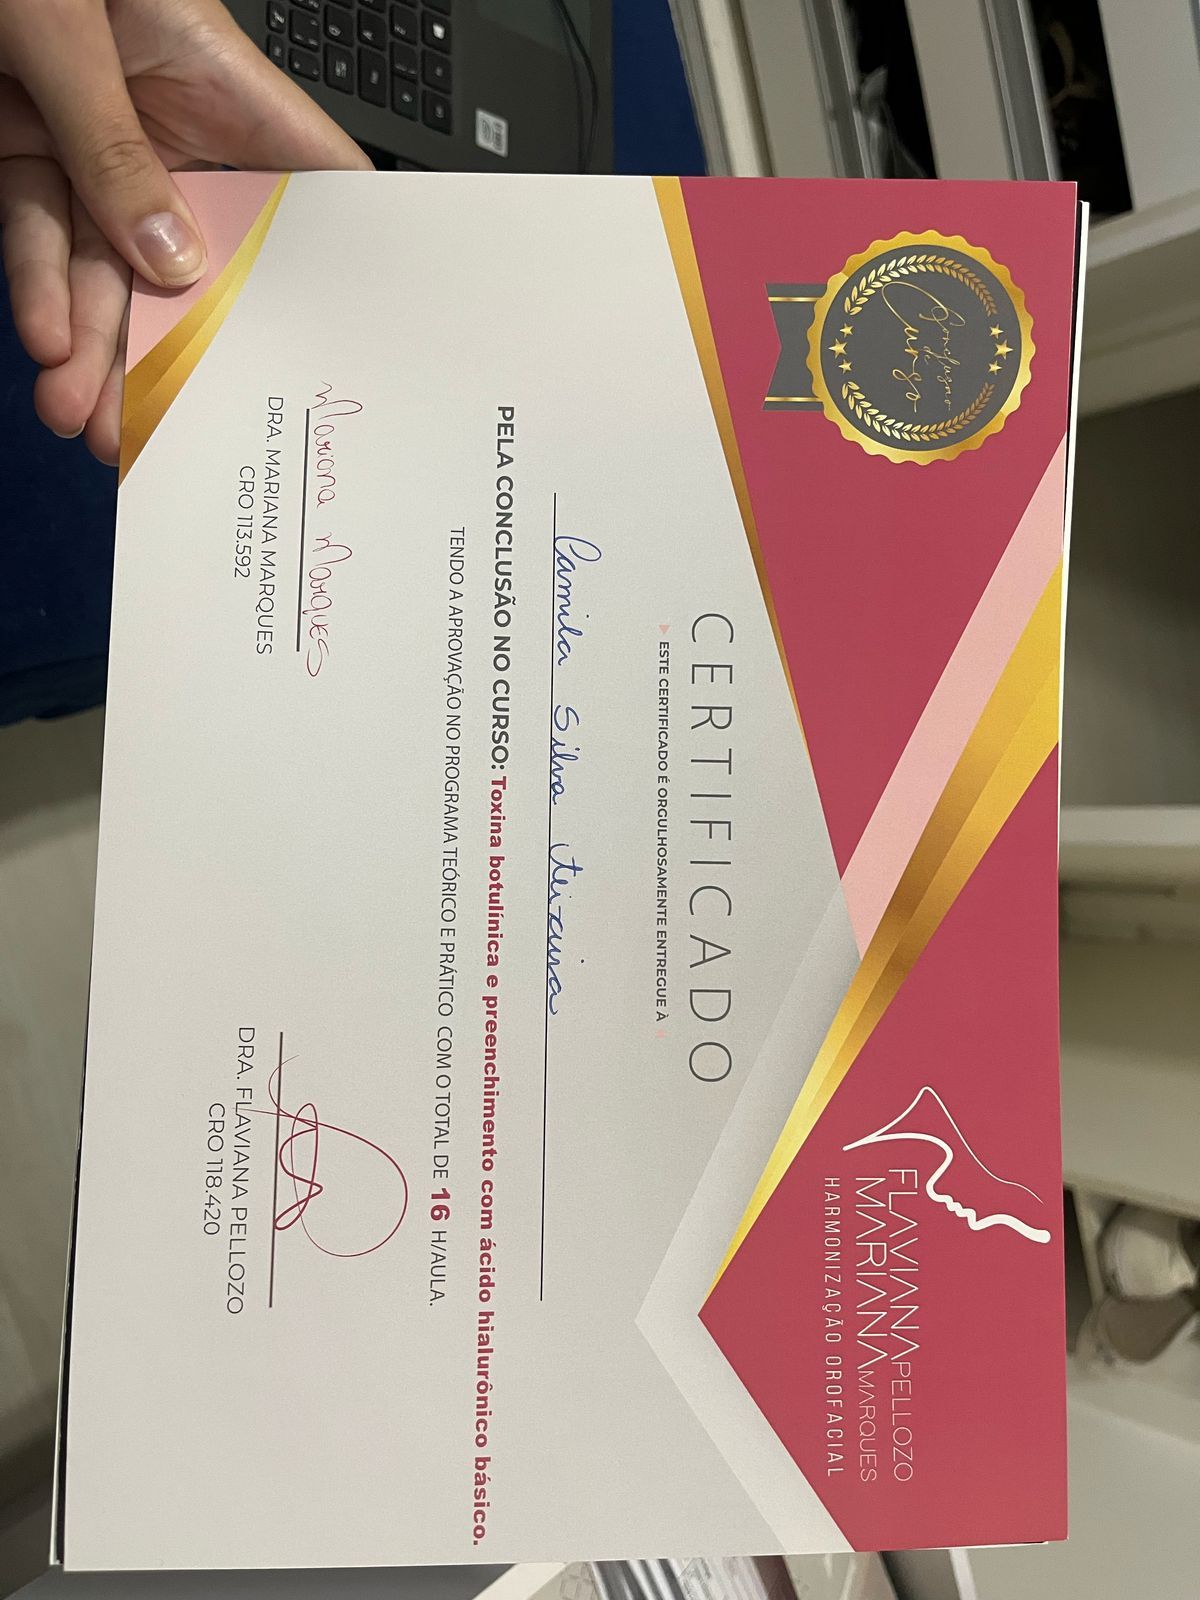 Conclusão
de
Curso
FLAVIANA PELLOZO
MARIANA MARQUES
HARMONIZAÇÃO OROFACIAL
CERTIFICADO
ESTE CERTIFICADO É ORGULHOSAMENTE ENTREGUE À
Camila Silva Teixeira
PELA CONCLUSÃO NO CURSO: Toxina botulínica e preenchimento com ácido hialurônico básico.
TENDO A APROVAÇÃO NO PROGRAMA TEÓRICO E PRÁTICO COM O TOTAL DE 16 H/AULA.
Mariana Marques
DRA. MARIANA MARQUES
CRO 113.592
DRA. FLAVIANA PELLOZO
CRO 118.420